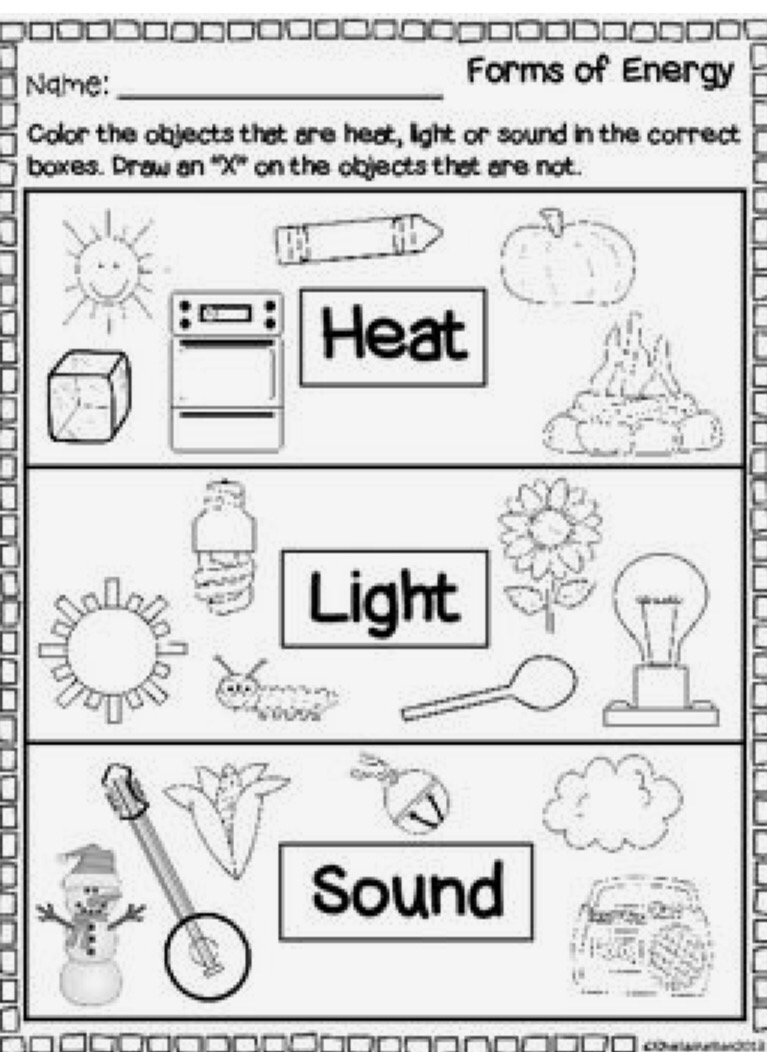 Name:
Forms of Energy
Color the objects that are heat, light or sound in the correct
boxes. Draw an "X" on the objects that are not.
Heat
Light
Sound